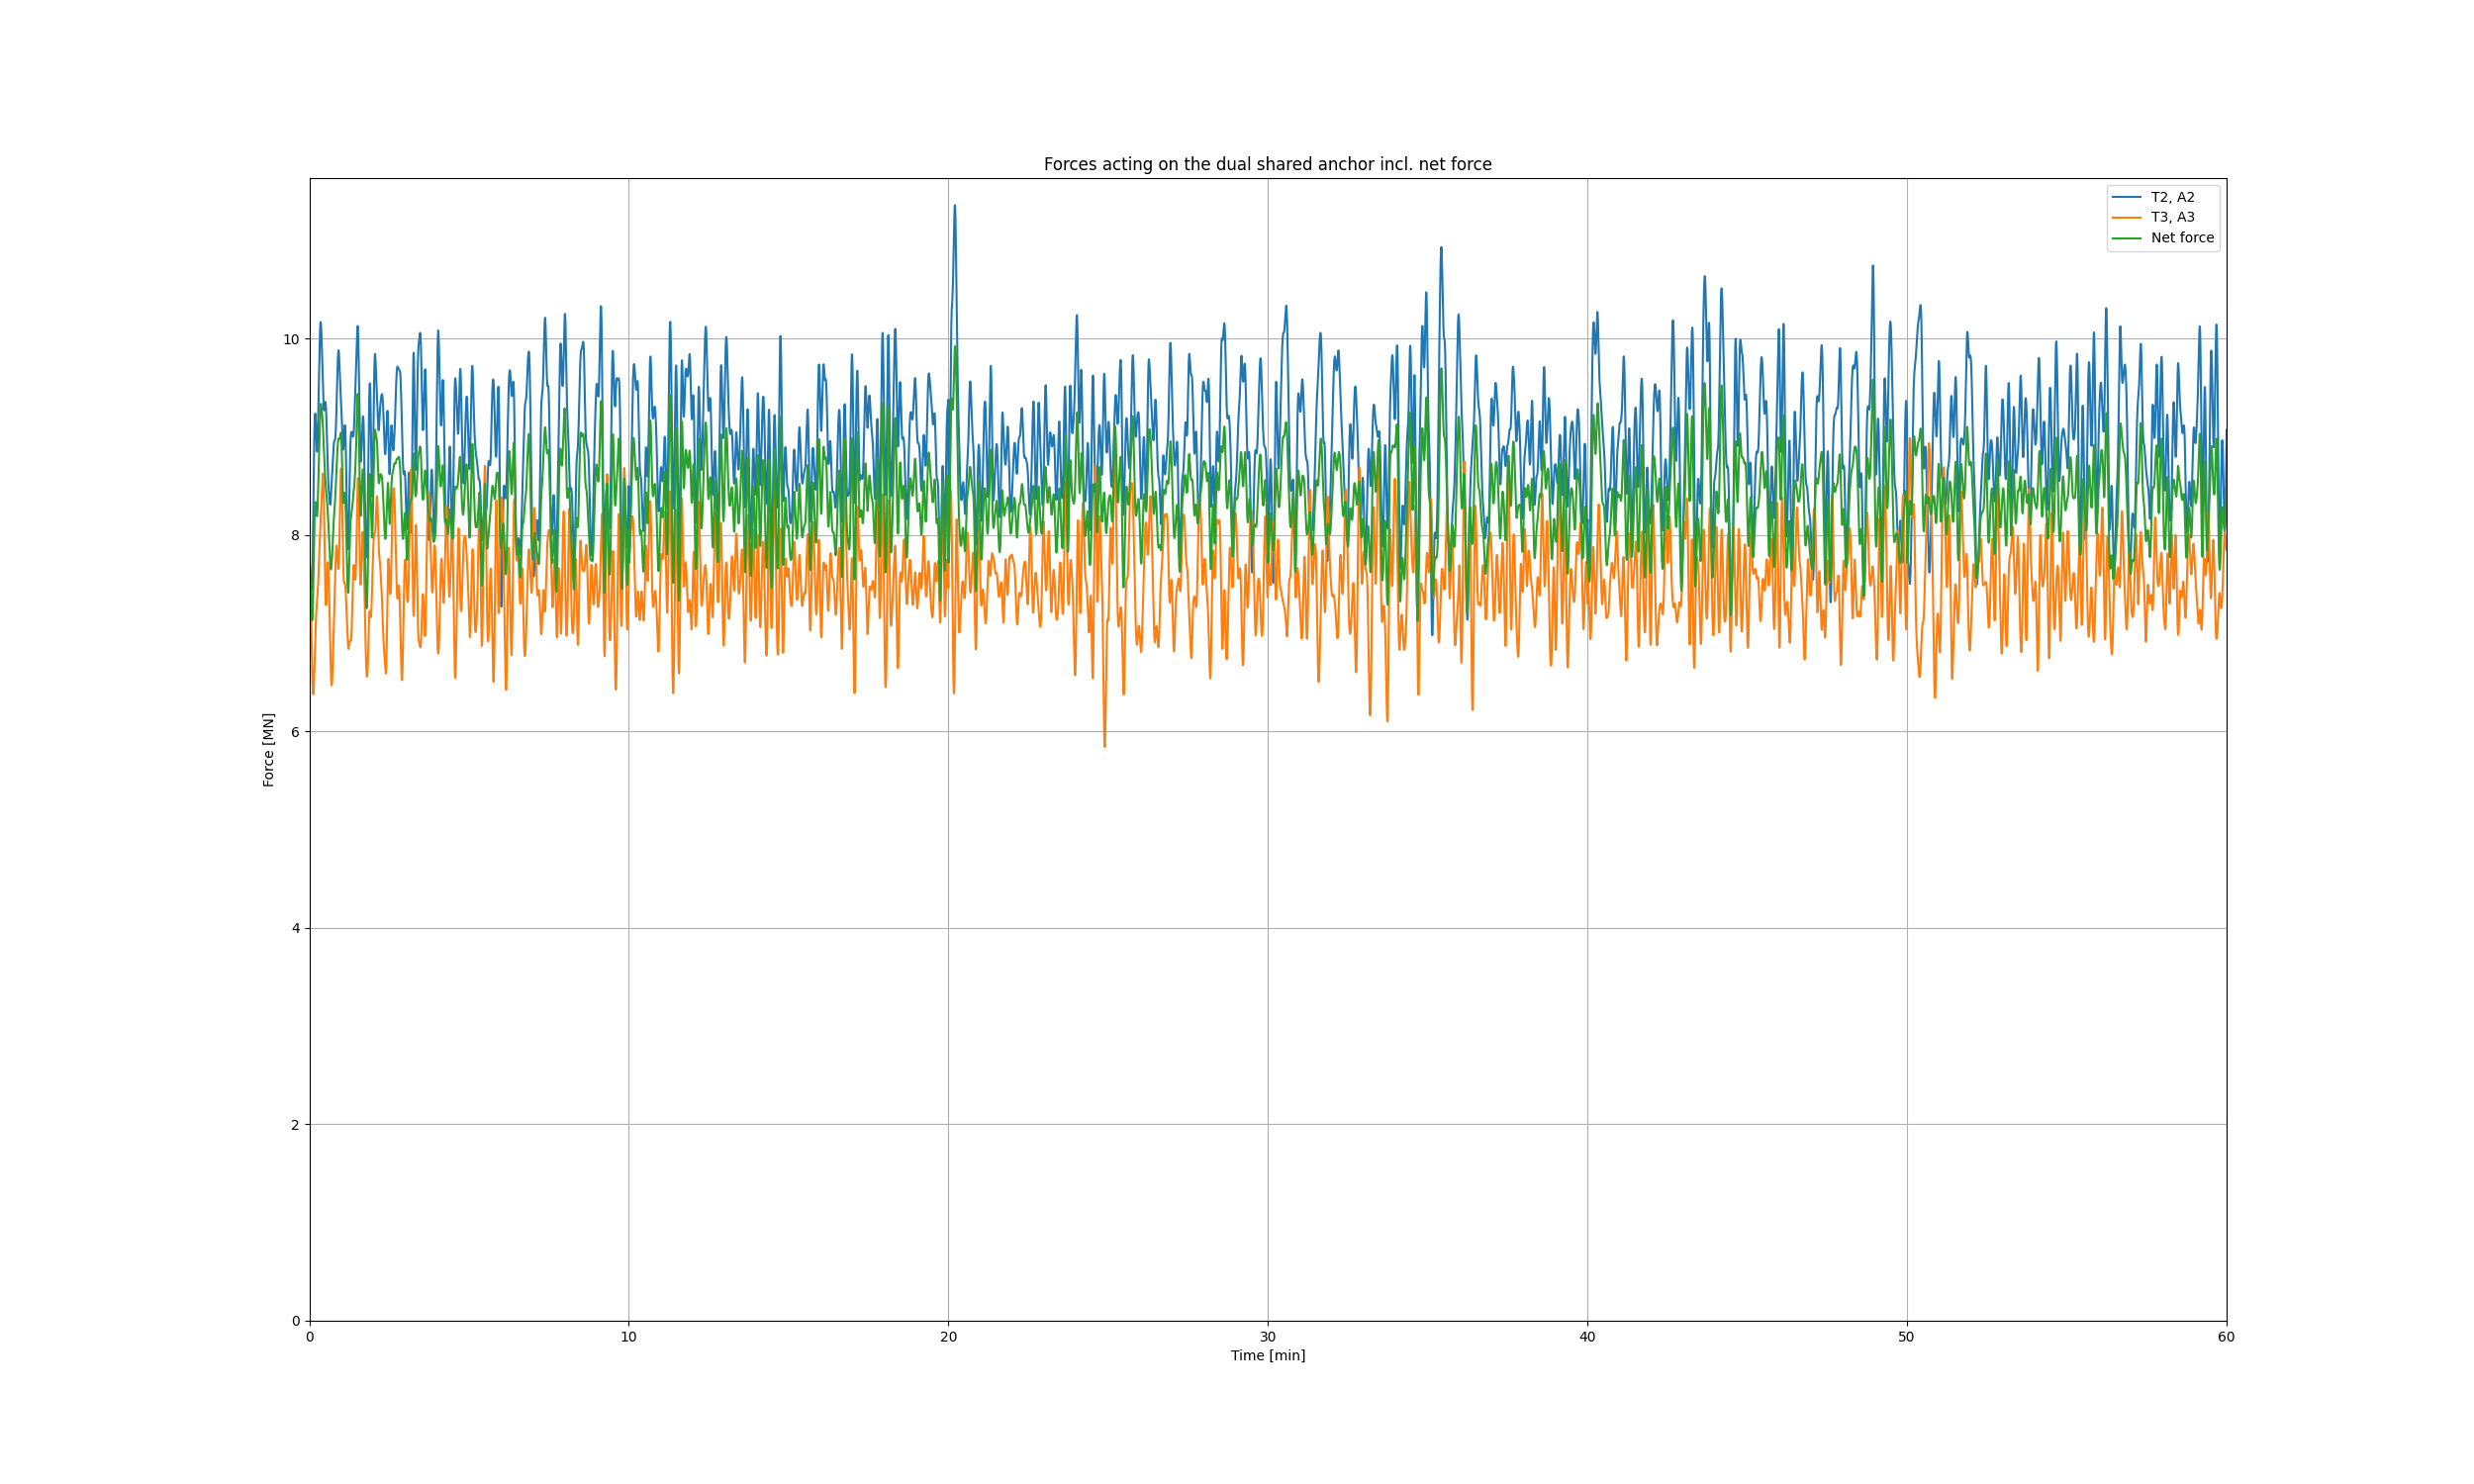 Forces acting on the dual shared anchor incl. net force
T2, A2
T3, A3
Net force
10
8
6
4
2
0
Force [MN]
0 10 20 30 40 50 60
Time [min]